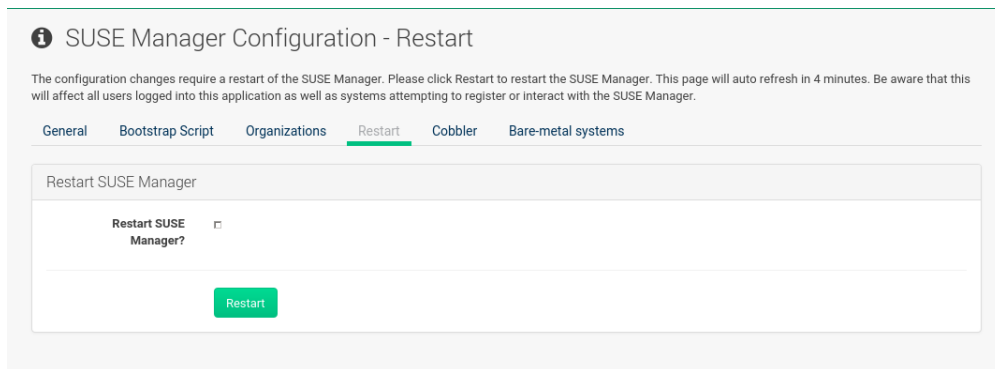 SUSE Manager Configuration - Restart
The configuration changes require a restart of the SUSE Manager. Please click Restart to restart the SUSE Manager. This page will auto refresh in 4 minutes. Be aware that this
will affect all users logged into this application as well as systems attempting to register or interact with the SUSE Manager.
General Bootstrap Script Organizations Restart Cobbler Bare-metal systems
Restart SUSE Manager
Restart SUSE
Manager?
Restart